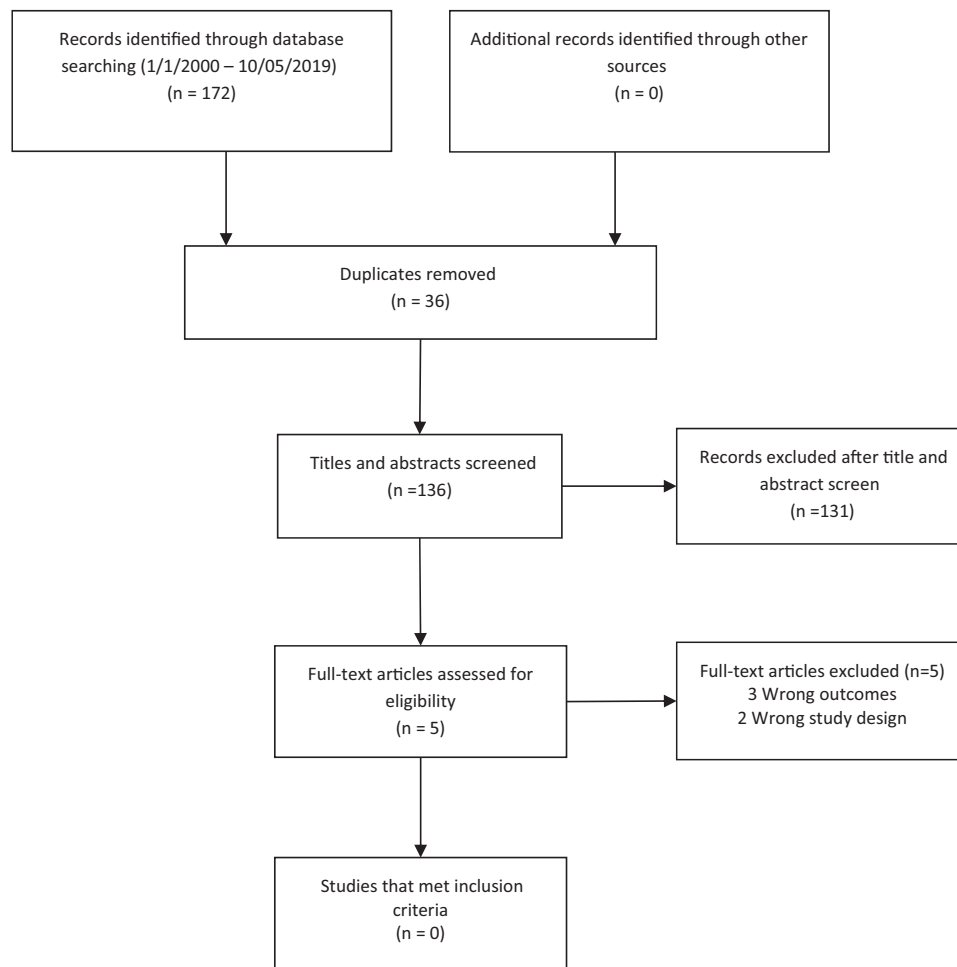 Records identified through database
searching (1/1/2000 – 10/05/2019)
(n = 172)
Additional records identified through other
sources
(n = 0)
Duplicates removed
(n = 36)
Titles and abstracts screened
(n =136)
Records excluded after title and
abstract screen
(n =131)
Full-text articles assessed for
eligibility
(n = 5)
Full-text articles excluded (n=5)
3 Wrong outcomes
2 Wrong study design
Studies that met inclusion
criteria
(n = 0)